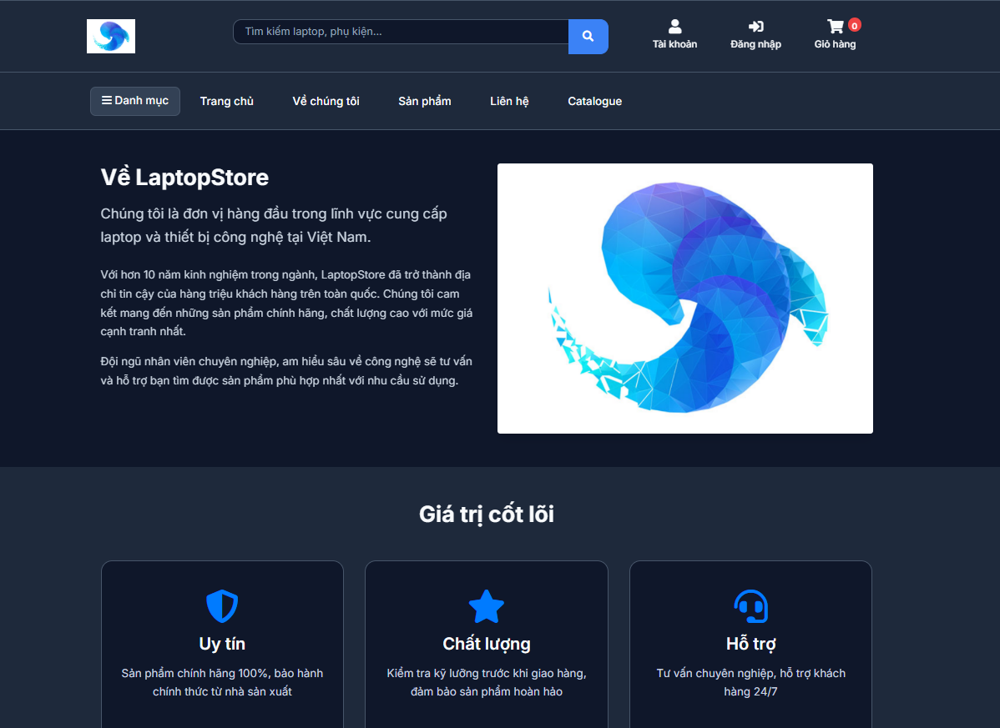 Tìm kiếm laptop, phụ kiện...
Tài khoản
Đăng nhập
0
Giỏ hàng
Danh mục
Trang chủ
Về chúng tôi
Sản phẩm
Liên hệ
Catalogue
Về LaptopStore
Chúng tôi là đơn vị hàng đầu trong lĩnh vực cung cấp
laptop và thiết bị công nghệ tại Việt Nam.
Với hơn 10 năm kinh nghiệm trong ngành, LaptopStore đã trở thành địa
chỉ tin cậy của hàng triệu khách hàng trên toàn quốc. Chúng tôi cam
kết mang đến những sản phẩm chính hãng, chất lượng cao với mức giá
cạnh tranh nhất.
Đội ngũ nhân viên chuyên nghiệp, am hiểu sâu về công nghệ sẽ tư vấn
và hỗ trợ bạn tìm được sản phẩm phù hợp nhất với nhu cầu sử dụng.
Giá trị cốt lõi
Uy tín
Sản phẩm chính hãng 100%, bảo hành
chính thức từ nhà sản xuất
Chất lượng
Kiểm tra kỹ lưỡng trước khi giao hàng,
đảm bảo sản phẩm hoàn hảo
Hỗ trợ
Tư vấn chuyên nghiệp, hỗ trợ khách
hàng 24/7